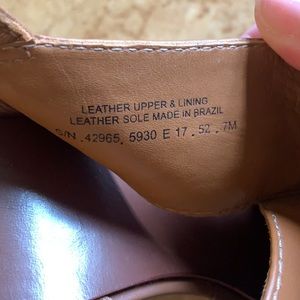 LEATHER UPPER & LINING
LEATHER SOLE MADE IN BRAZIL
S/N .42965. 5930 E 17 . 52 . 7M